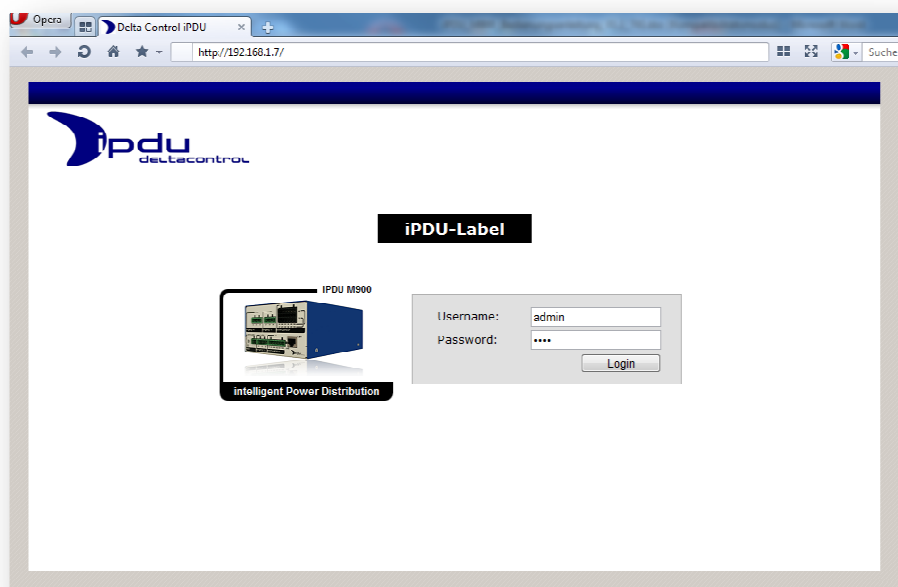 Opera
Delta Control iPDU
http://192.168.1.7/
Suche
ipdu
deltacontrol
iPDU-Label
IPDU M900
Username:
admin
Password:
••••
Login
intelligent Power Distribution